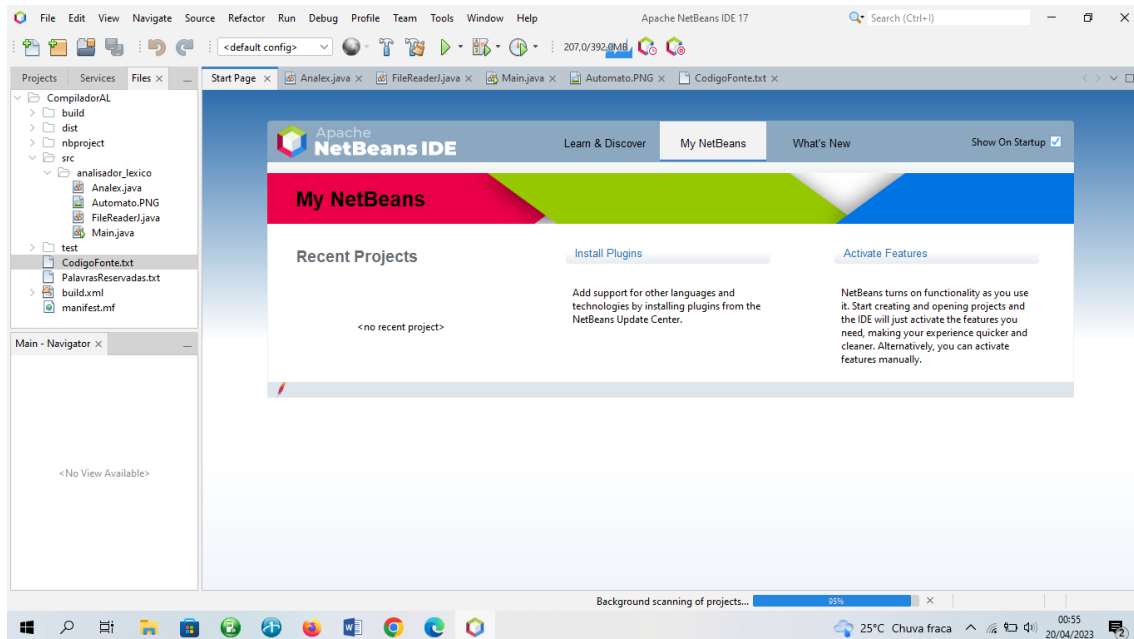 File Edit View Navigate Source Refactor Run Debug Profile Team Tools Window Help
Apache NetBeans IDE 17
Search (Ctrl+I)
<default config>
207,0/392,0MB
Projects Services Files
Start Page Analex.java FileReaderJ.java Main.java Automato.PNG CodigoFonte.txt
CompiladorAL
build
dist
nbproject
src
analisador_lexico
Analex.java
Automato.PNG
FileReaderJ.java
Main.java
test
CodigoFonte.txt
PalavrasReservadas.txt
build.xml
manifest.mf
Main - Navigator
<No View Available>
Apache
NetBeans IDE
Learn & Discover My NetBeans What's New Show On Startup
My NetBeans
Recent Projects
<no recent project>
Install Plugins
Add support for other languages and
technologies by installing plugins from the
NetBeans Update Center.
Activate Features
NetBeans turns on functionality as you use
it. Start creating and opening projects and
the IDE will just activate the features you
need, making your experience quicker and
cleaner. Alternatively, you can activate
features manually.
Background scanning of projects... 95%
25°C Chuva fraca
00:55
20/04/2023
2